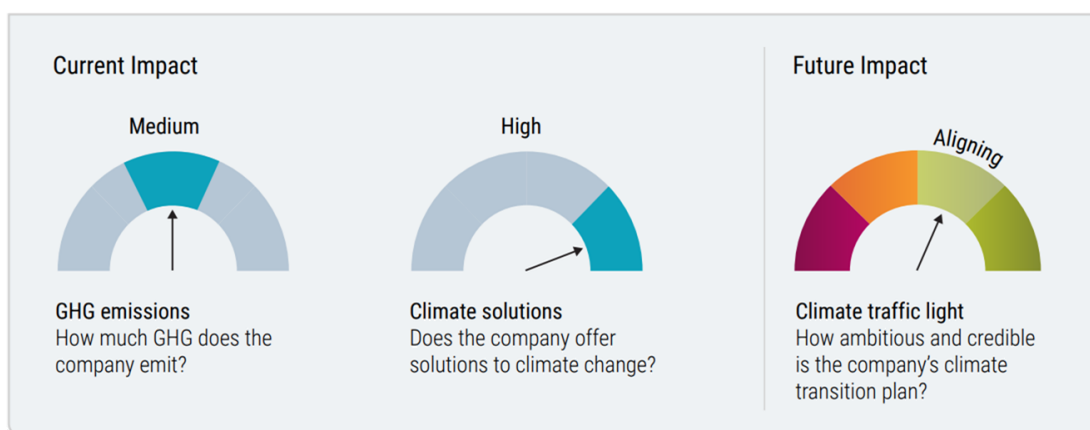 Current Impact
Medium
GHG emissions
How much GHG does the
company emit?
High
Climate solutions
Does the company offer
solutions to climate change?
Future Impact
Aligning
Climate traffic light
How ambitious and credible
is the company's climate
transition plan?